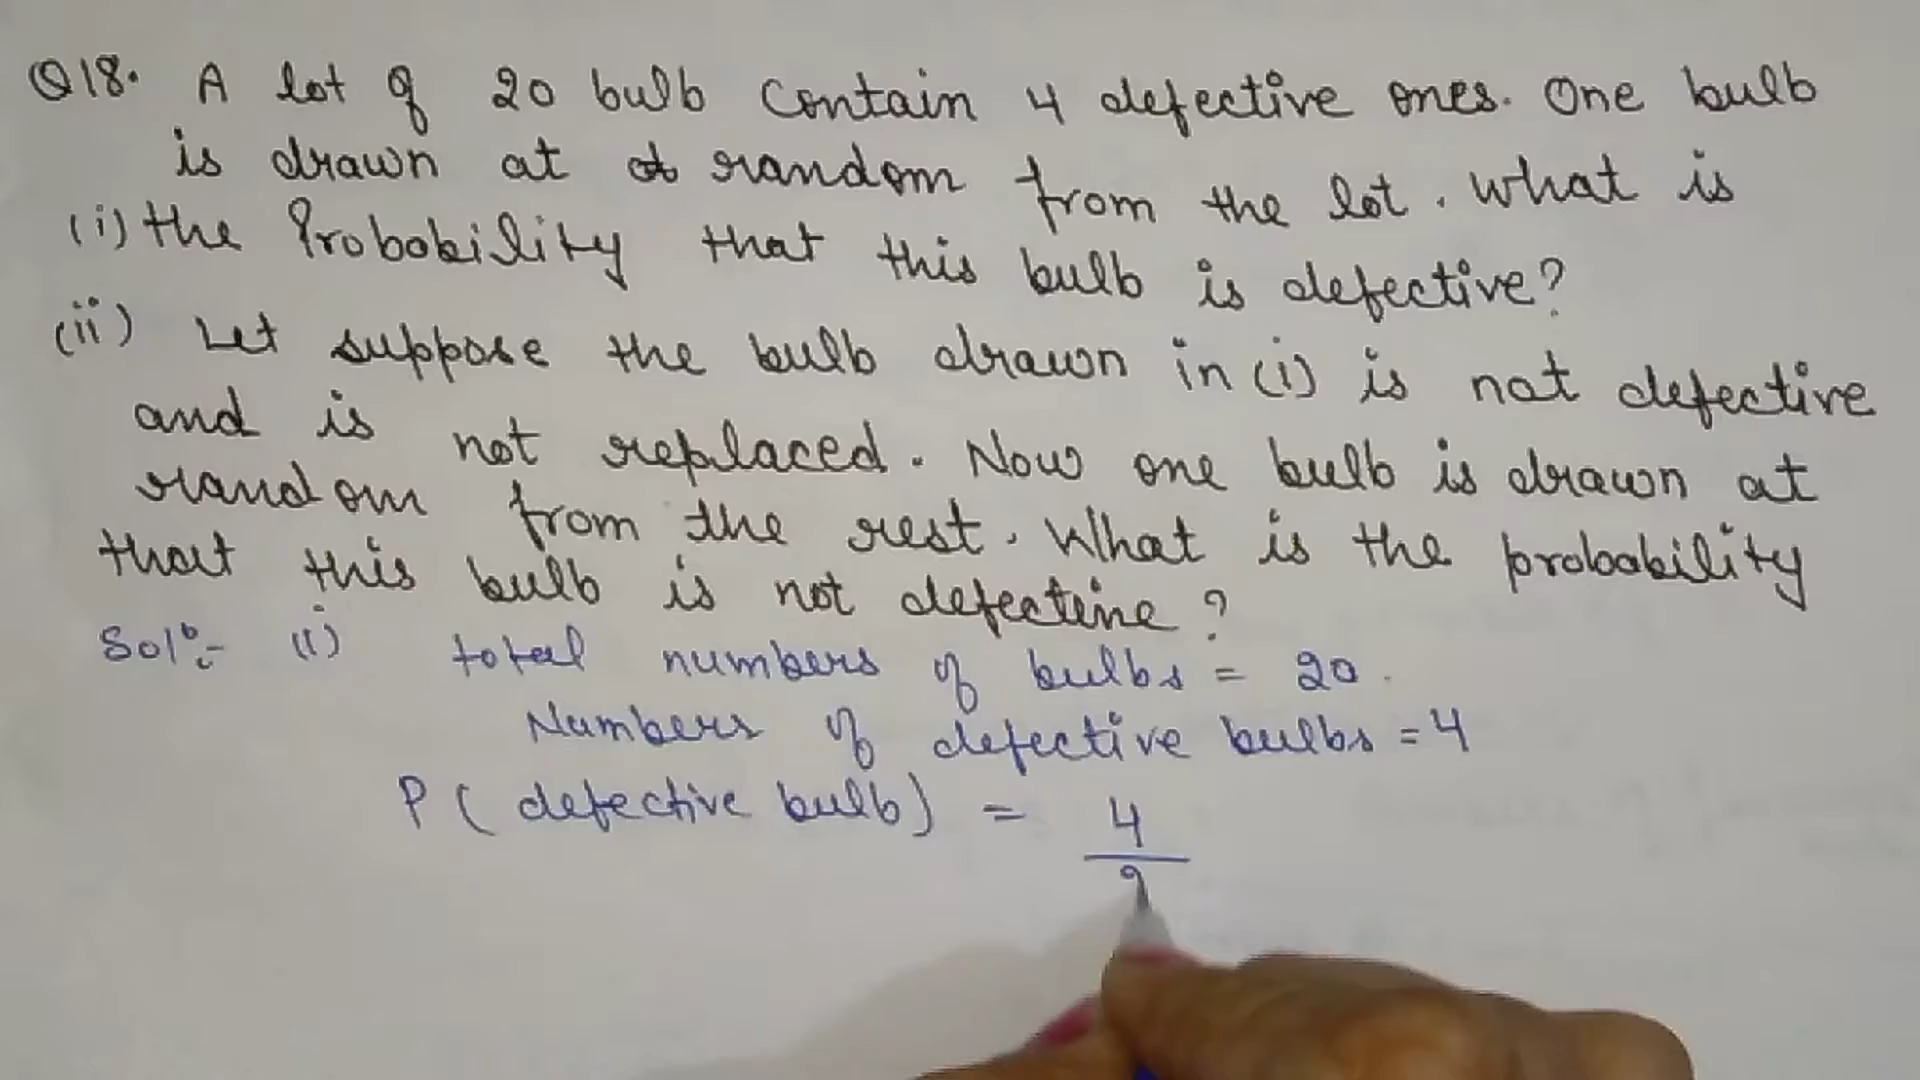 Q18. A lot of 20 bulb contain 4 defective ones. One bulb
is drawn at random from the lot. What is
(i) the Probability that this bulb is defective?
(ii) Let suppose the bulb drawn in (i) is not defective
and is not replaced. Now one bulb is drawn at
random from the rest. What is the probability
that this bulb is not defective?
Solⁿ:- (i) total numbers of bulbs = 20.
Numbers of defective bulbs = 4
P (defective bulb) = 4
2